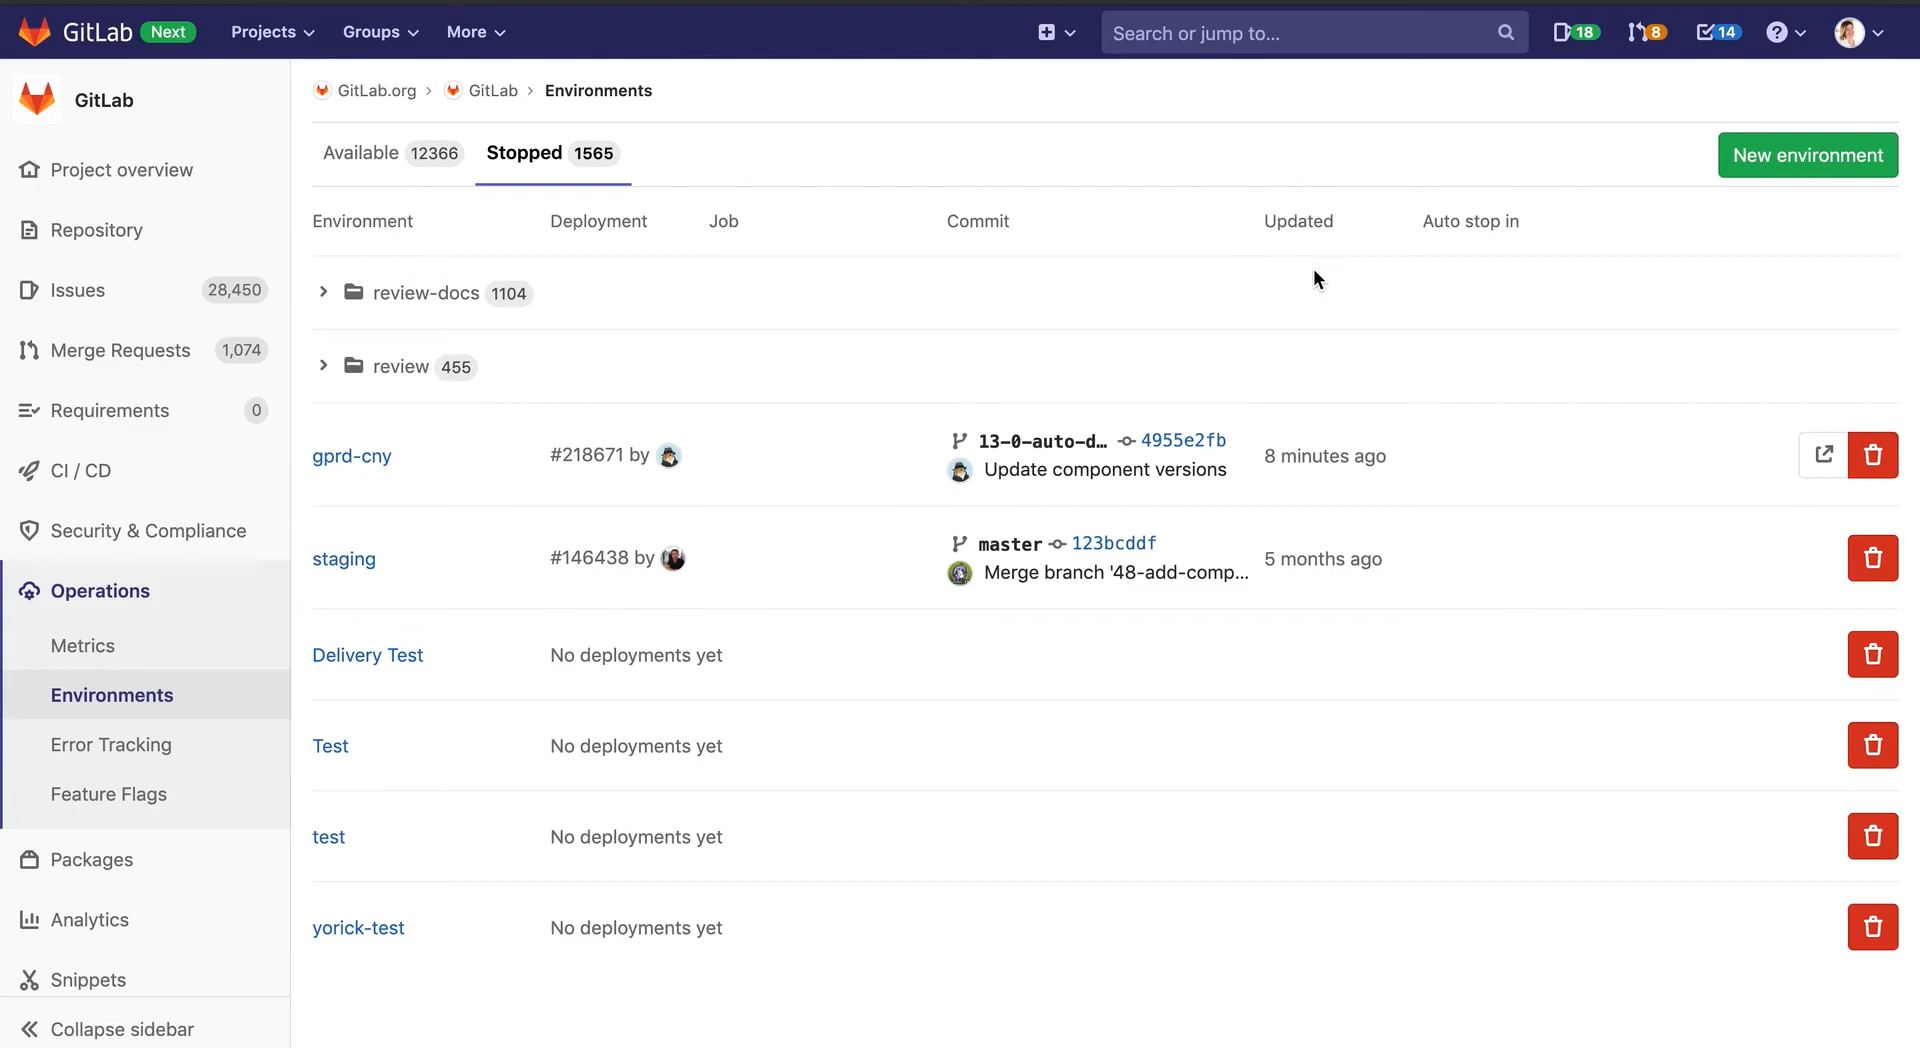 GitLab Next Projects Groups More Search or jump to... 18 8 14
GitLab
Project overview
Repository
Issues 28,450
Merge Requests 1,074
Requirements 0
CI / CD
Security & Compliance
Operations
Metrics
Environments
Error Tracking
Feature Flags
Packages
Analytics
Snippets
Collapse sidebar
GitLab.org › GitLab › Environments
Available 12366 Stopped 1565 New environment
Environment Deployment Job Commit Updated Auto stop in
review-docs 1104
review 455
gprd-cny #218671 by 13-0-auto-d... 4955e2fb 8 minutes ago
Update component versions
staging #146438 by master 123bcddf 5 months ago
Merge branch '48-add-comp...
Delivery Test No deployments yet
Test No deployments yet
test No deployments yet
yorick-test No deployments yet